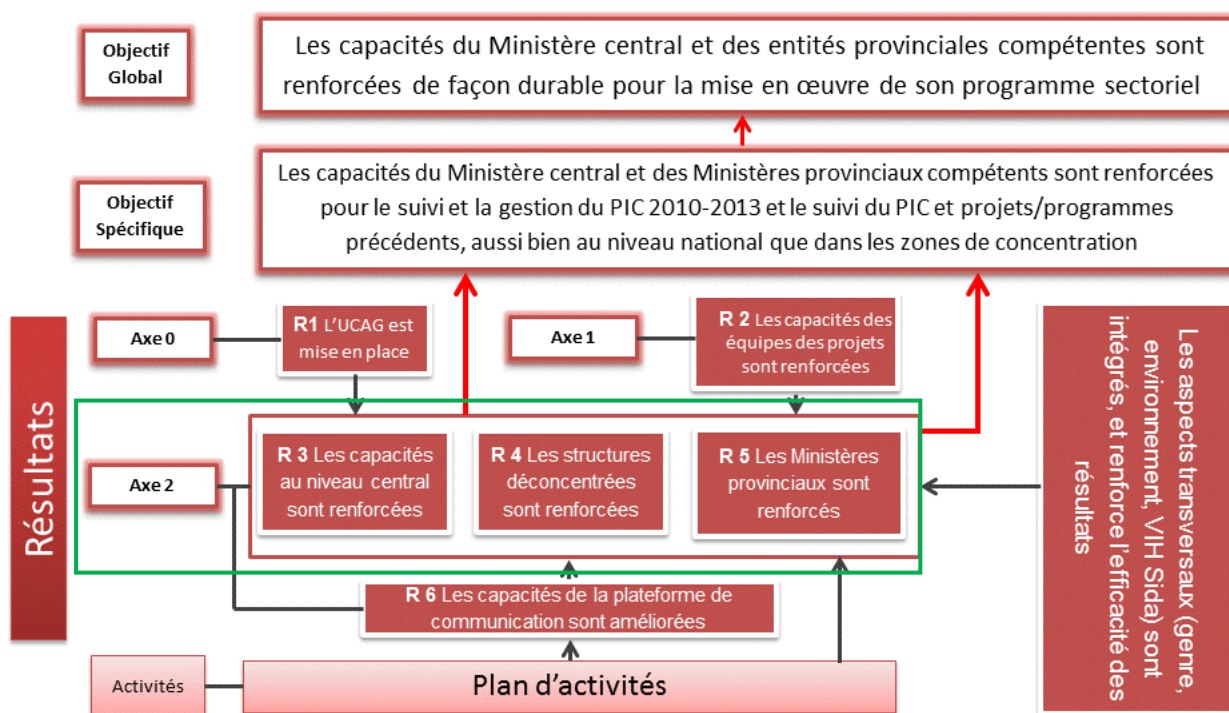 Objectif
Global
Les capacités du Ministère central et des entités provinciales compétentes sont
renforcées de façon durable pour la mise en œuvre de son programme sectoriel
Objectif
Spécifique
Les capacités du Ministère central et des Ministères provinciaux compétents sont renforcées
pour le suivi et la gestion du PIC 2010-2013 et le suivi du PIC et projets/programmes
précédents, aussi bien au niveau national que dans les zones de concentration
Résultats
Axe 0
R1 L'UCAG est
mise en place
Axe 1
R 2 Les capacités des
équipes des projets
sont renforcées
Axe 2
R 3 Les capacités
au niveau central
sont renforcées
R 4 Les structures
déconcentrées
sont renforcées
R 5 Les Ministères
provinciaux sont
renforcés
R 6 Les capacités de la plateforme de
communication sont améliorées
Les aspects transversaux (genre,
environnement, VIH Sida) sont
intégrés, et renforce l'efficacité des
résultats
Activités
Plan d'activités